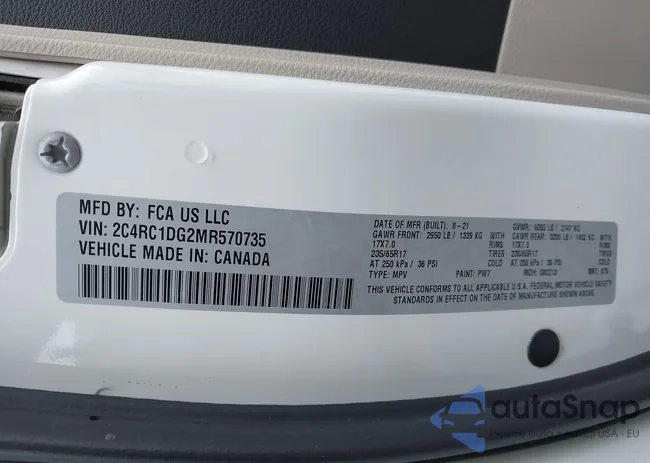 MFD BY: FCA US LLC
VIN: 2C4RC1DG2MR570735
VEHICLE MADE IN: CANADA
DATE OF MFR (BUILT): 8-21
GAWR FRONT: 2950 LB / 1339 KG
17X7.0
235/65R17
AT 250 kPa / 36 PSI
TYPE: MPV PAINT: PW7
GVWR: 6055 LB / 2747 KG
GAWR REAR: 3200 LB / 1452 KG
RIMS 17X7.0 RIMS
TIRES 235/65R17 TIRES
COLD AT 250 kPa / 36 PSI COLD
THIS VEHICLE CONFORMS TO ALL APPLICABLE U.S.A. FEDERAL MOTOR VEHICLE SAFETY
STANDARDS IN EFFECT ON THE DATE OF MANUFACTURE SHOWN ABOVE.
autaSnap
USA · EU